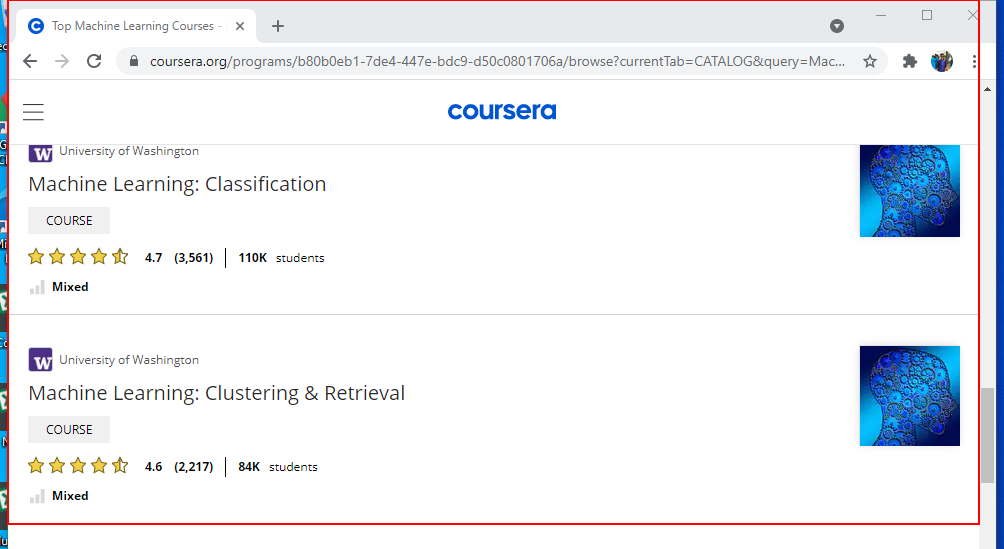 Top Machine Learning Courses -
coursera.org/programs/b80b0eb1-7de4-447e-bdc9-d50c0801706a/browse?currentTab=CATALOG&query=Mac...
coursera
W University of Washington
Machine Learning: Classification
COURSE
4.7 (3,561) 110K students
Mixed
W University of Washington
Machine Learning: Clustering & Retrieval
COURSE
4.6 (2,217) 84K students
Mixed